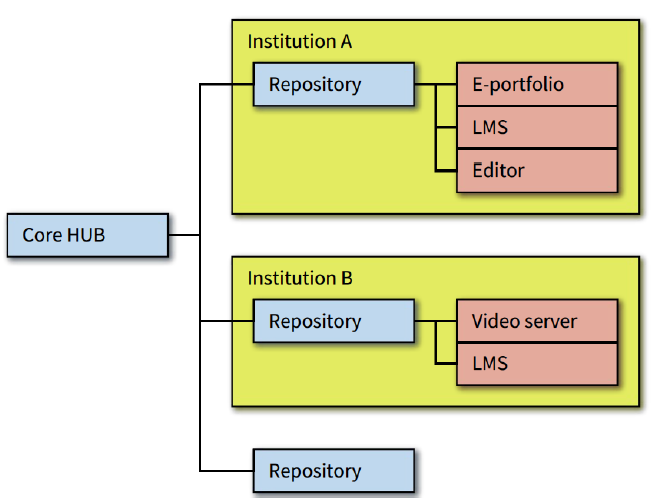 Institution A
Repository
E-portfolio
LMS
Editor
Core HUB
Institution B
Repository
Video server
LMS
Repository